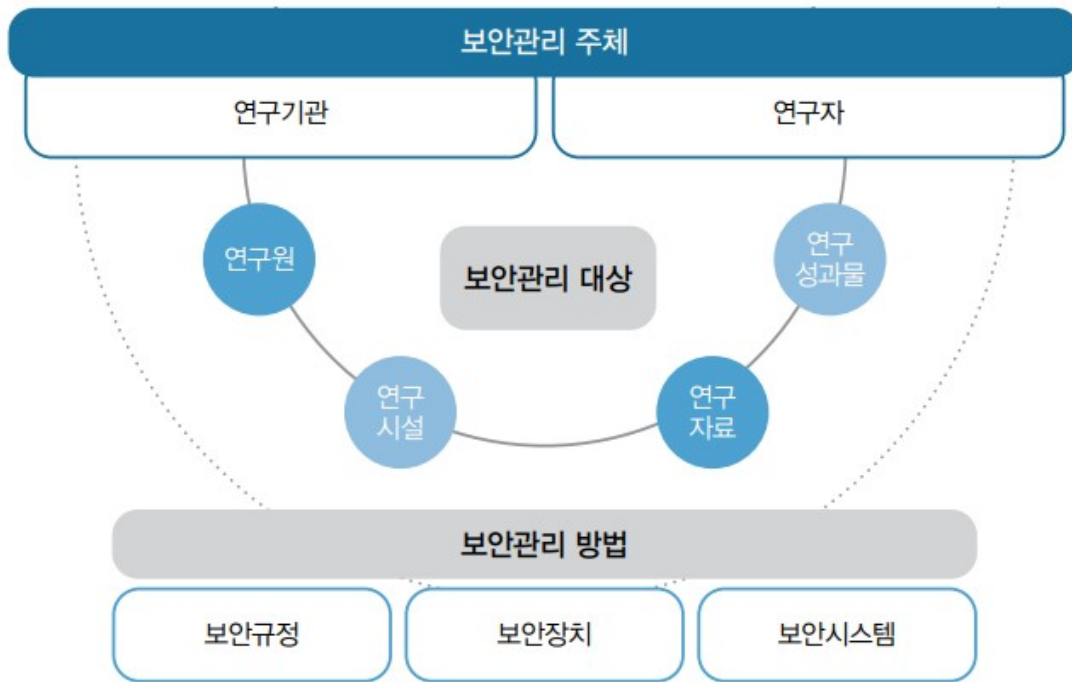 보안관리 주체
연구기관
연구자
연구원
연구
성과물
보안관리 대상
연구
시설
연구
자료
보안관리 방법
보안규정
보안장치
보안시스템